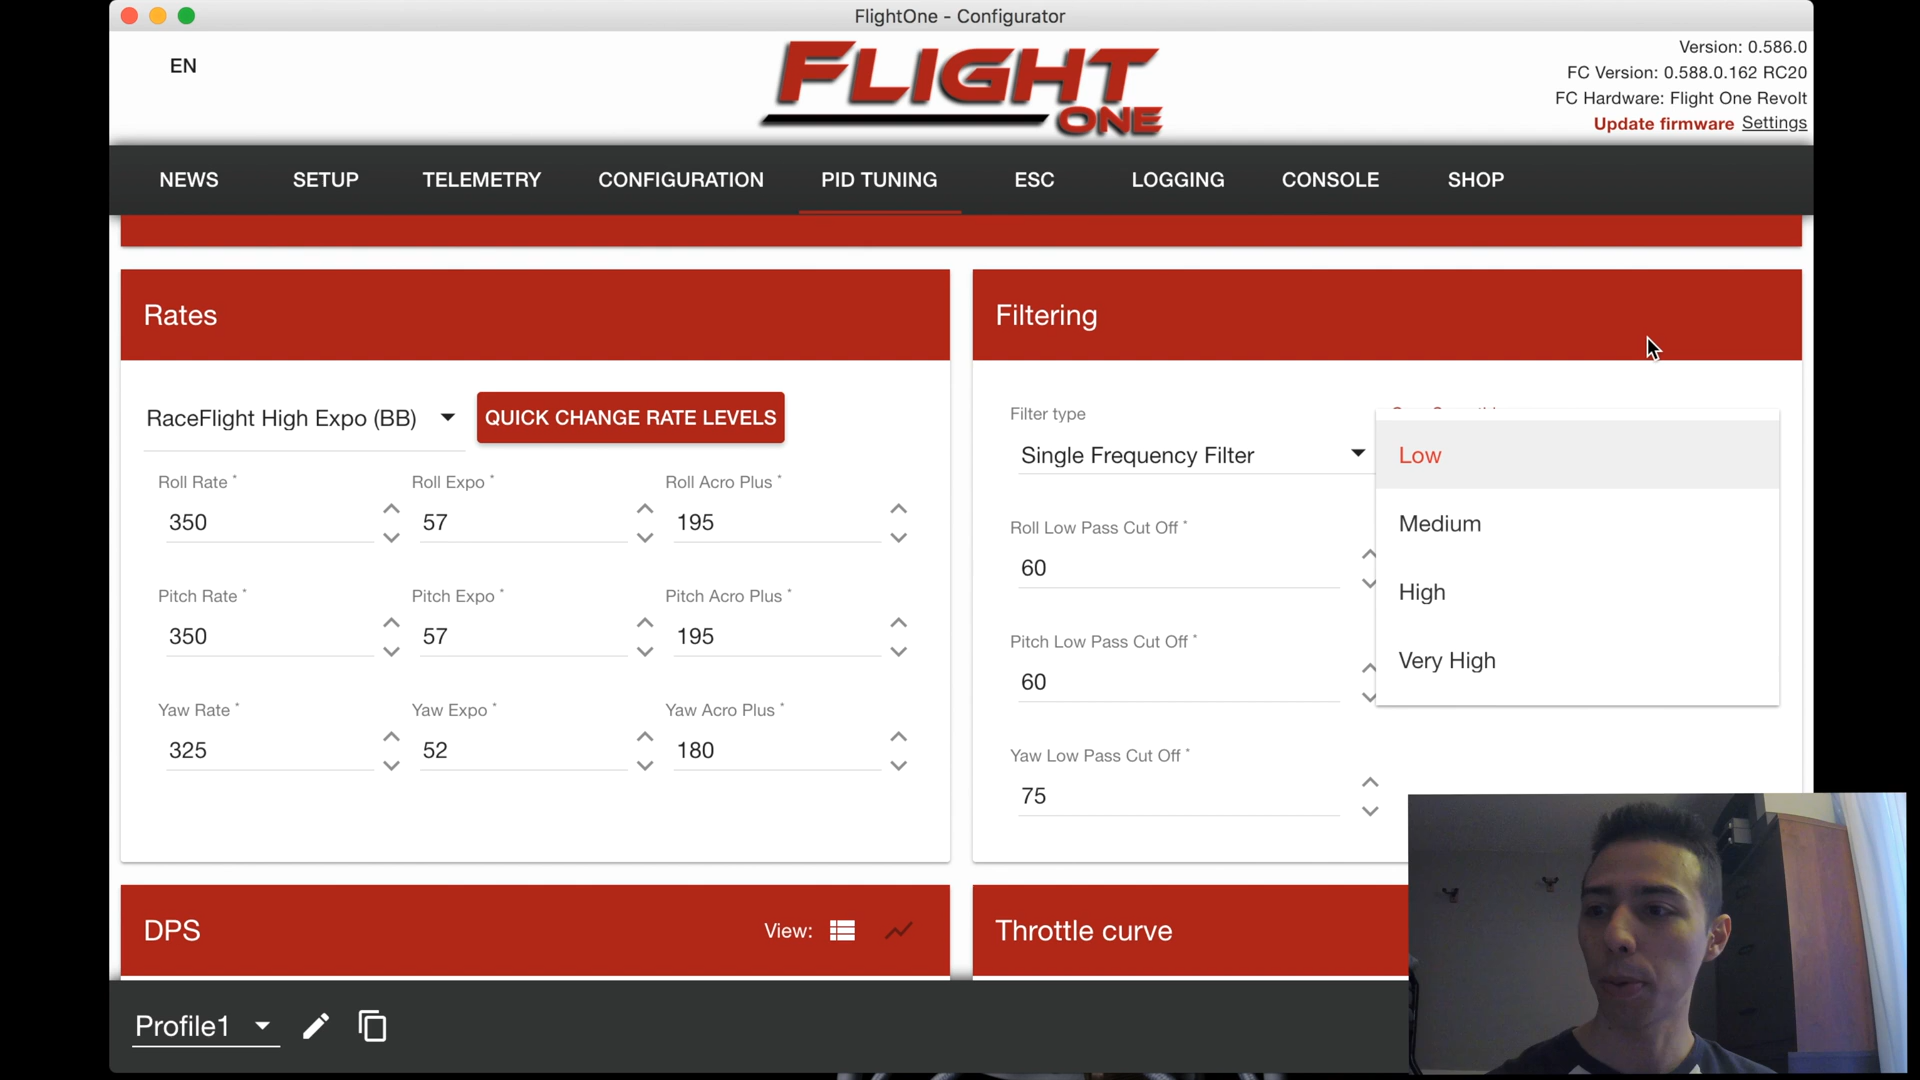 FlightOne - Configurator
EN
FLIGHT
ONE
Version: 0.586.0
FC Version: 0.588.0.162 RC20
FC Hardware: Flight One Revolt
Update firmware Settings
NEWS SETUP TELEMETRY CONFIGURATION PID TUNING ESC LOGGING CONSOLE SHOP
Rates
RaceFlight High Expo (BB) QUICK CHANGE RATE LEVELS
Roll Rate * Roll Expo * Roll Acro Plus *
350 57 195
Pitch Rate * Pitch Expo * Pitch Acro Plus *
350 57 195
Yaw Rate * Yaw Expo * Yaw Acro Plus *
325 52 180
Filtering
Filter type
Single Frequency Filter
Low
Medium
High
Very High
Roll Low Pass Cut Off *
60
Pitch Low Pass Cut Off *
60
Yaw Low Pass Cut Off *
75
DPS View:
Throttle curve
Profile1